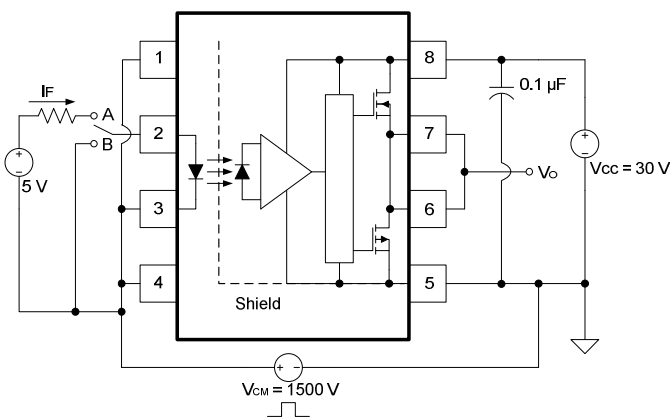 1
8
IF
A
0.1 µF
+
−
5 V
B
2
7
+
−
VCC = 30 V
VO
3
6
4
5
Shield
+ −
VCM = 1500 V